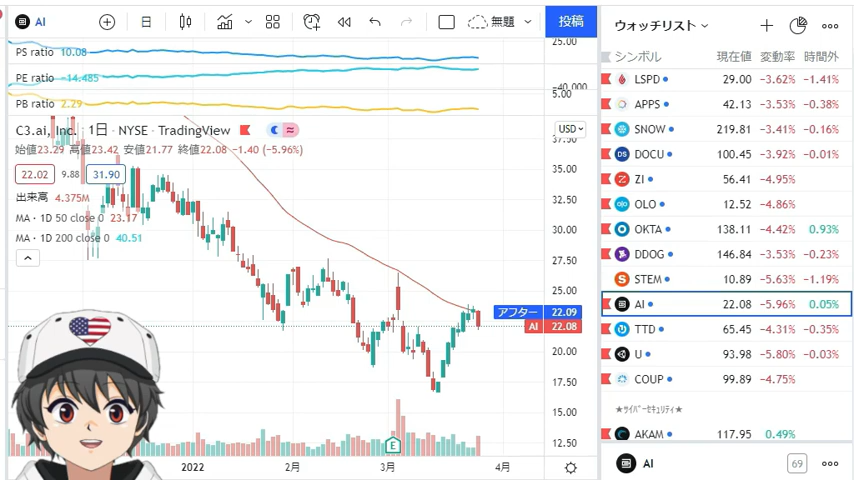 AI
日
無題
投稿
ウォッチリスト
PS ratio 10.08
25.00
PE ratio −14.485
−40.000
PB ratio 2.29
5.00
C3.ai, Inc. · 1日 · NYSE · TradingView
USD
始値23.29 高値23.42 安値21.77 終値22.08 −1.40 (−5.96%)
22.02 9.88 31.90
出来高 4.375M
MA · 1D 50 close 0 23.17
MA · 1D 200 close 0 40.51
37.50
35.00
32.50
30.00
27.50
25.00
アフター 22.09
AI 22.08
20.00
17.50
15.00
12.50
E
2022 2月 3月 4月
シンボル 現在値 変動率 時間外
LSPD 29.00 −3.62% −1.41%
APPS 42.13 −3.53% −0.38%
SNOW 219.81 −3.41% −0.16%
DS DOCU 100.45 −3.92% −0.01%
Z ZI 56.41 −4.95%
olo OLO 12.52 −4.86%
OKTA 138.11 −4.42% 0.93%
DDOG 146.84 −3.53% −0.23%
S STEM 10.89 −5.63% −1.19%
AI 22.08 −5.96% 0.05%
TTD 65.45 −4.31% −0.35%
U 93.98 −5.80% −0.03%
COUP 99.89 −4.75%
★ｻｲﾊﾞｰｾｷｭﾘﾃｨ★
AKAM 117.95 0.49%
AI 69